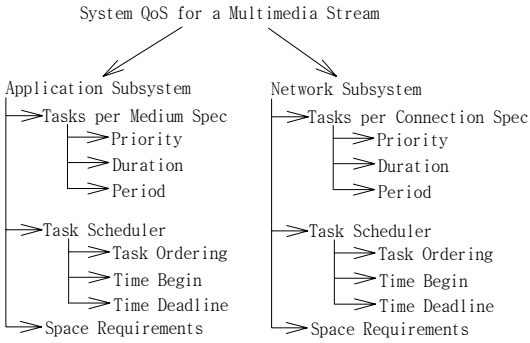 System QoS for a Multimedia Stream
Application Subsystem
Tasks per Medium Spec
Priority
Duration
Period
Task Scheduler
Task Ordering
Time Begin
Time Deadline
Space Requirements
Network Subsystem
Tasks per Connection Spec
Priority
Duration
Period
Task Scheduler
Task Ordering
Time Begin
Time Deadline
Space Requirements